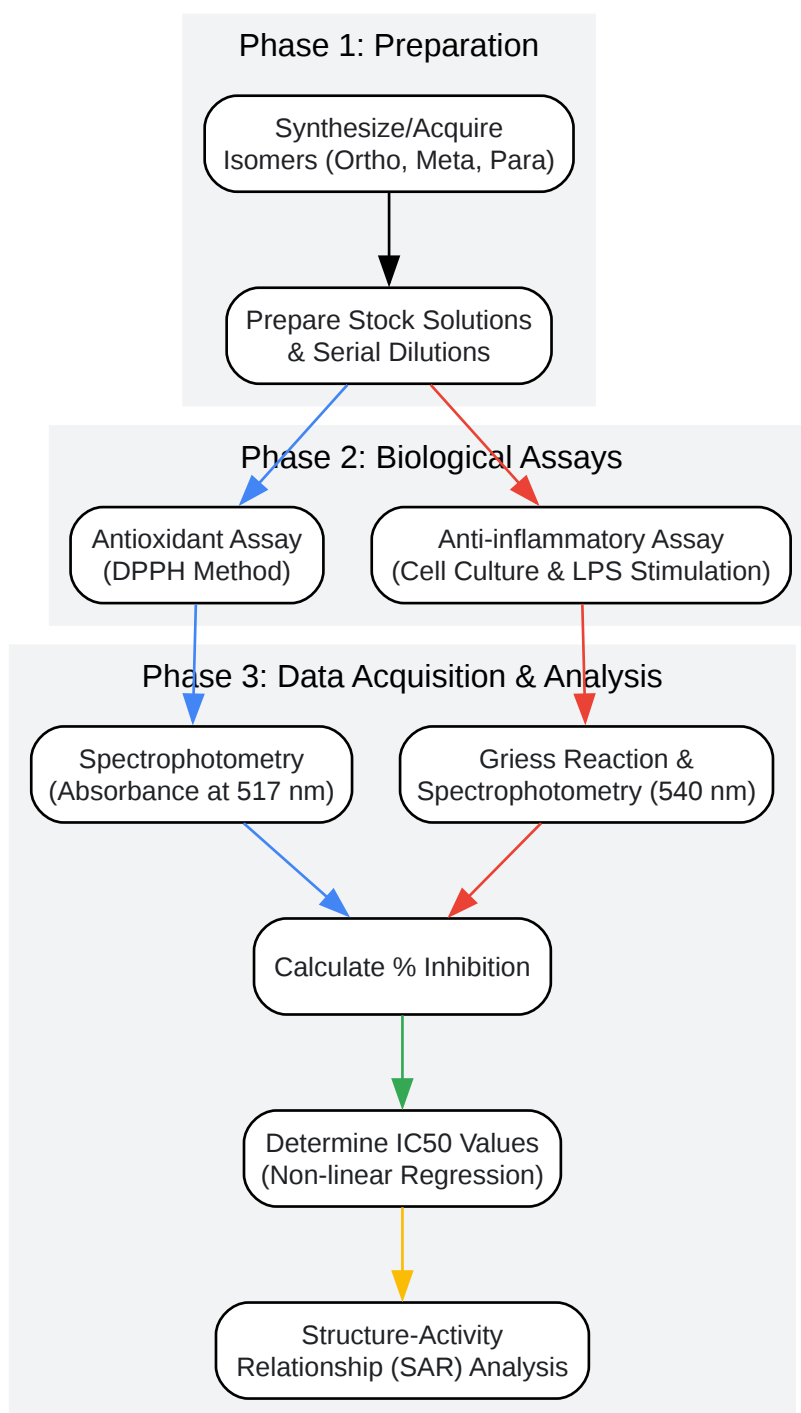 Phase 1: Preparation
Synthesize/Acquire
Isomers (Ortho, Meta, Para)
Prepare Stock Solutions
& Serial Dilutions
Phase 2: Biological Assays
Antioxidant Assay
(DPPH Method)
Anti-inflammatory Assay
(Cell Culture & LPS Stimulation)
Phase 3: Data Acquisition & Analysis
Spectrophotometry
(Absorbance at 517 nm)
Griess Reaction &
Spectrophotometry (540 nm)
Calculate % Inhibition
Determine IC50 Values
(Non-linear Regression)
Structure-Activity
Relationship (SAR) Analysis